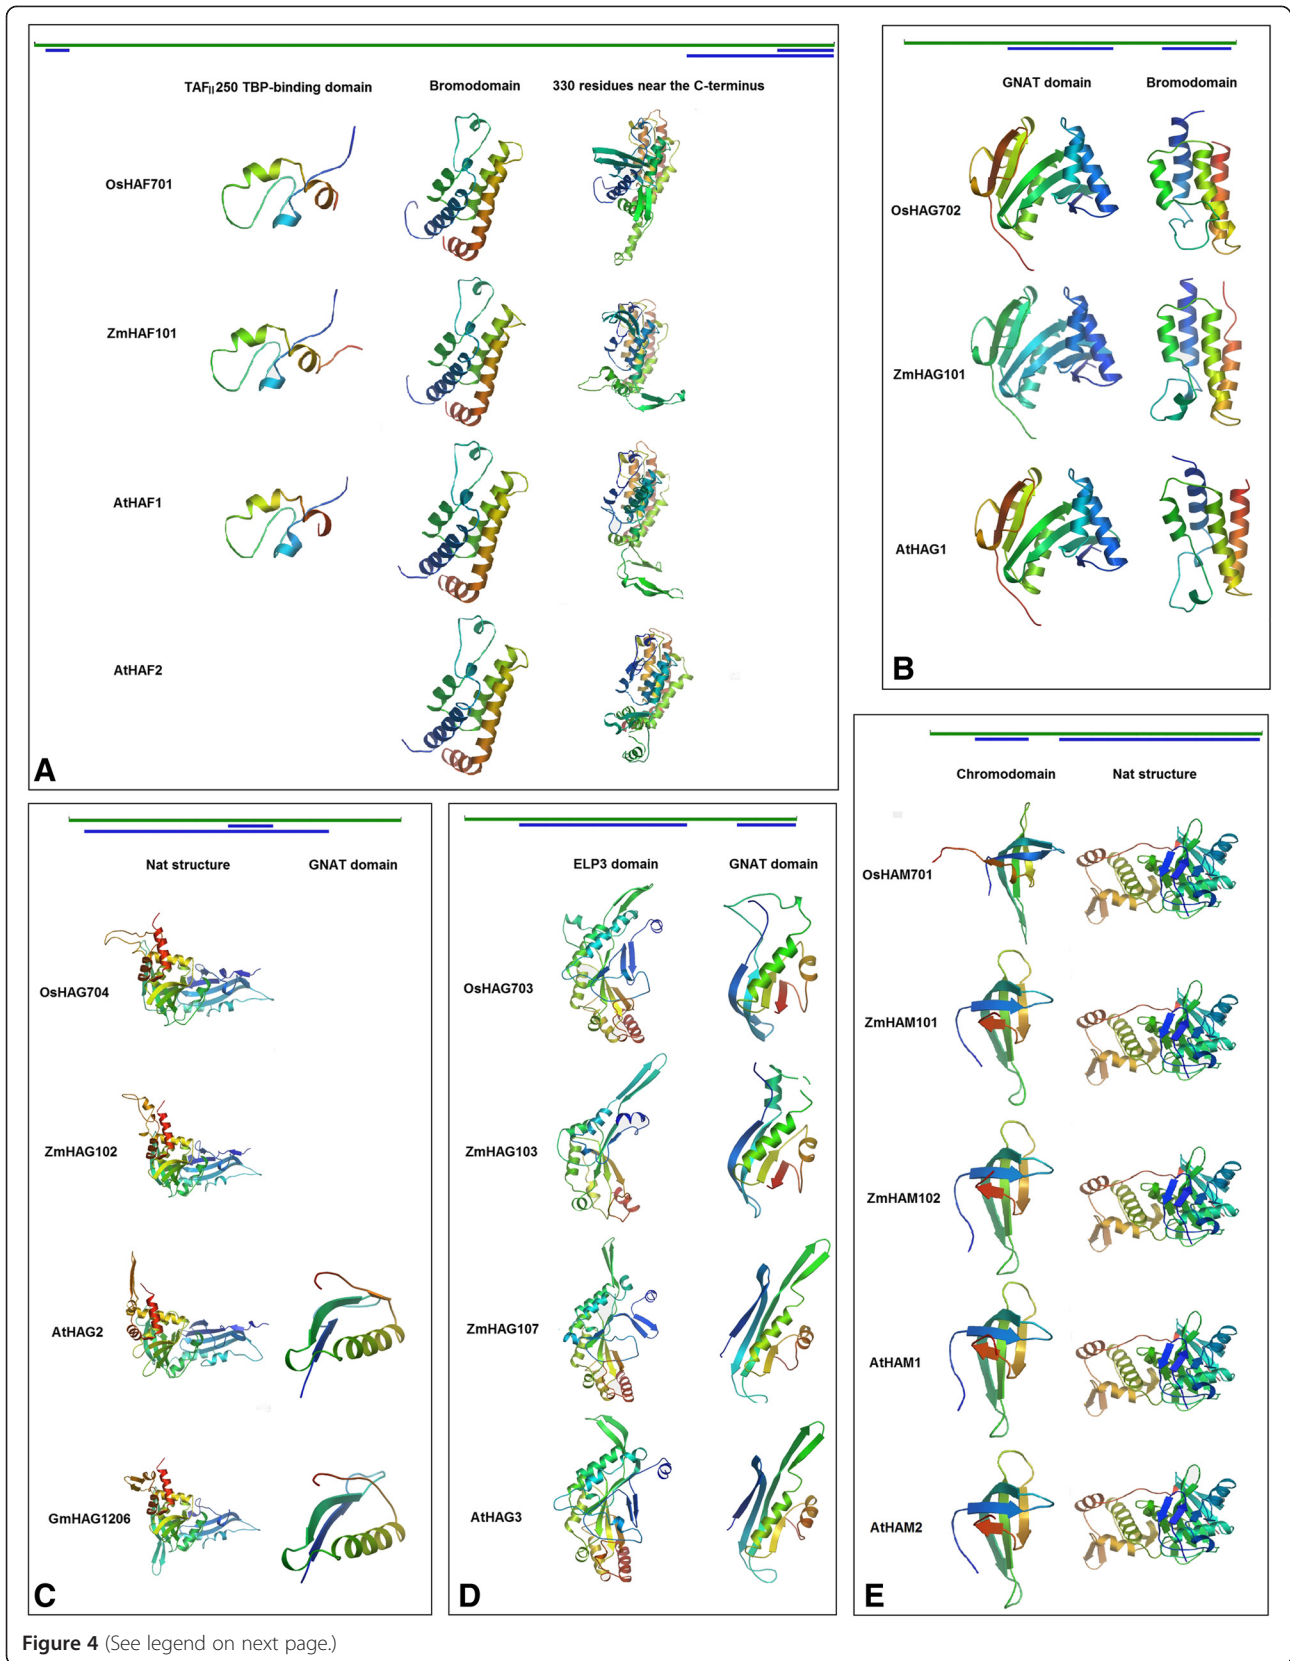 TAFII250 TBP-binding domain Bromodomain 330 residues near the C-terminus
OsHAF701
ZmHAF101
AtHAF1
AtHAF2
A
GNAT domain Bromodomain
OsHAG702
ZmHAG101
AtHAG1
B
Nat structure GNAT domain
OsHAG704
ZmHAG102
AtHAG2
GmHAG1206
C
ELP3 domain GNAT domain
OsHAG703
ZmHAG103
ZmHAG107
AtHAG3
D
Chromodomain Nat structure
OsHAM701
ZmHAM101
ZmHAM102
AtHAM1
AtHAM2
E
Figure 4 (See legend on next page.)